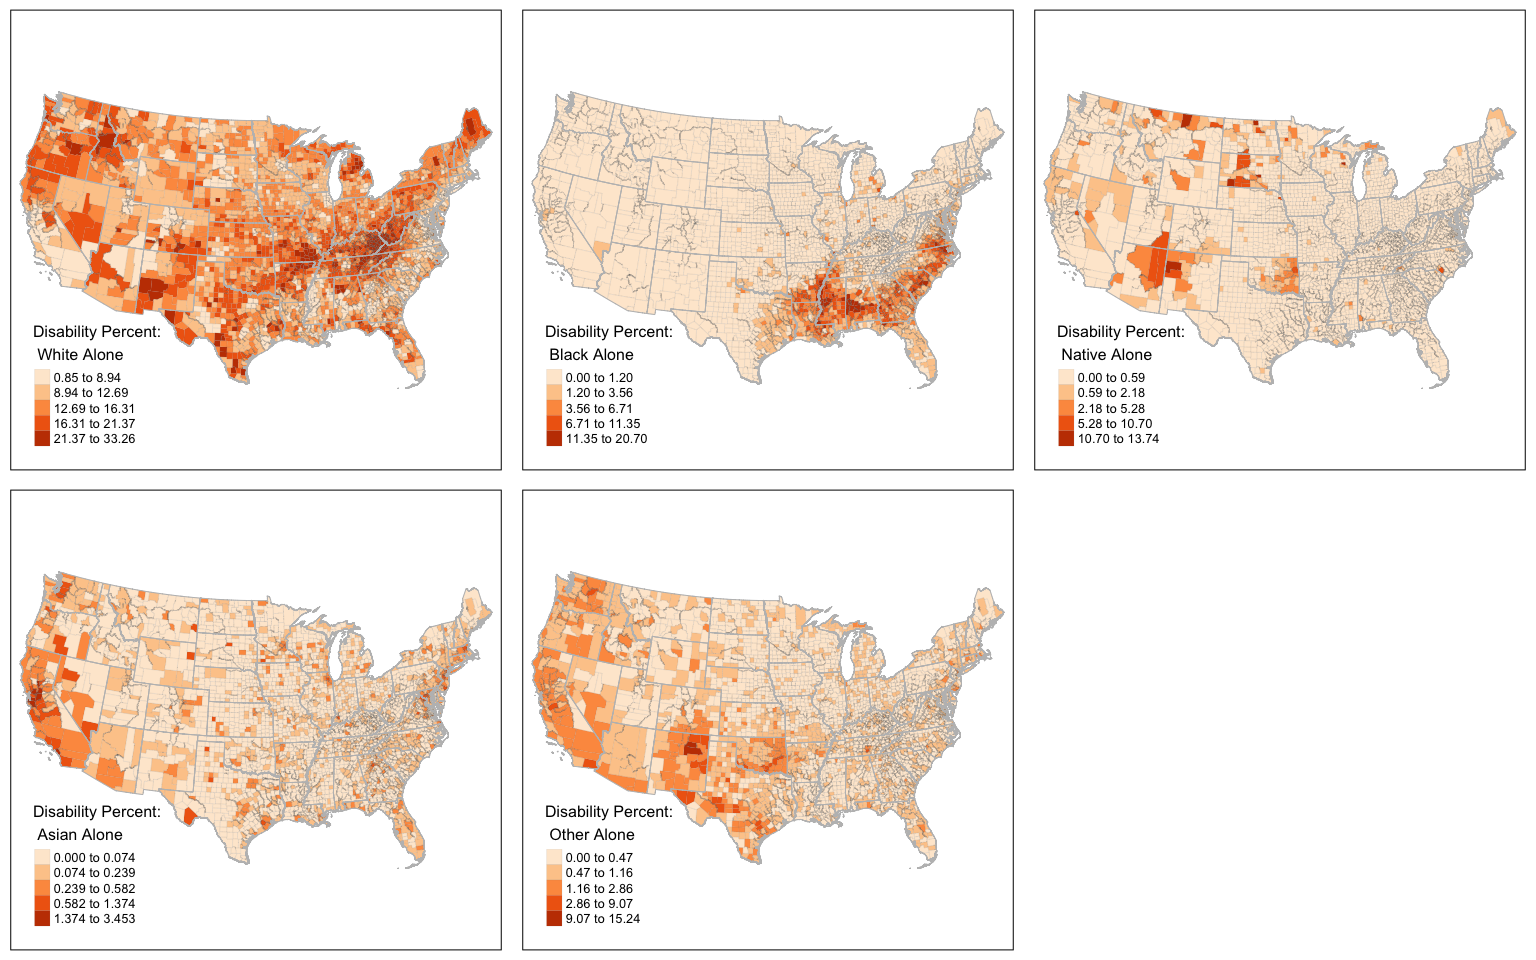 Disability Percent:
White Alone
0.85 to 8.94
8.94 to 12.69
12.69 to 16.31
16.31 to 21.37
21.37 to 33.26
Disability Percent:
Black Alone
0.00 to 1.20
1.20 to 3.56
3.56 to 6.71
6.71 to 11.35
11.35 to 20.70
Disability Percent:
Native Alone
0.00 to 0.59
0.59 to 2.18
2.18 to 5.28
5.28 to 10.70
10.70 to 13.74
Disability Percent:
Asian Alone
0.000 to 0.074
0.074 to 0.239
0.239 to 0.582
0.582 to 1.374
1.374 to 3.453
Disability Percent:
Other Alone
0.00 to 0.47
0.47 to 1.16
1.16 to 2.86
2.86 to 9.07
9.07 to 15.24